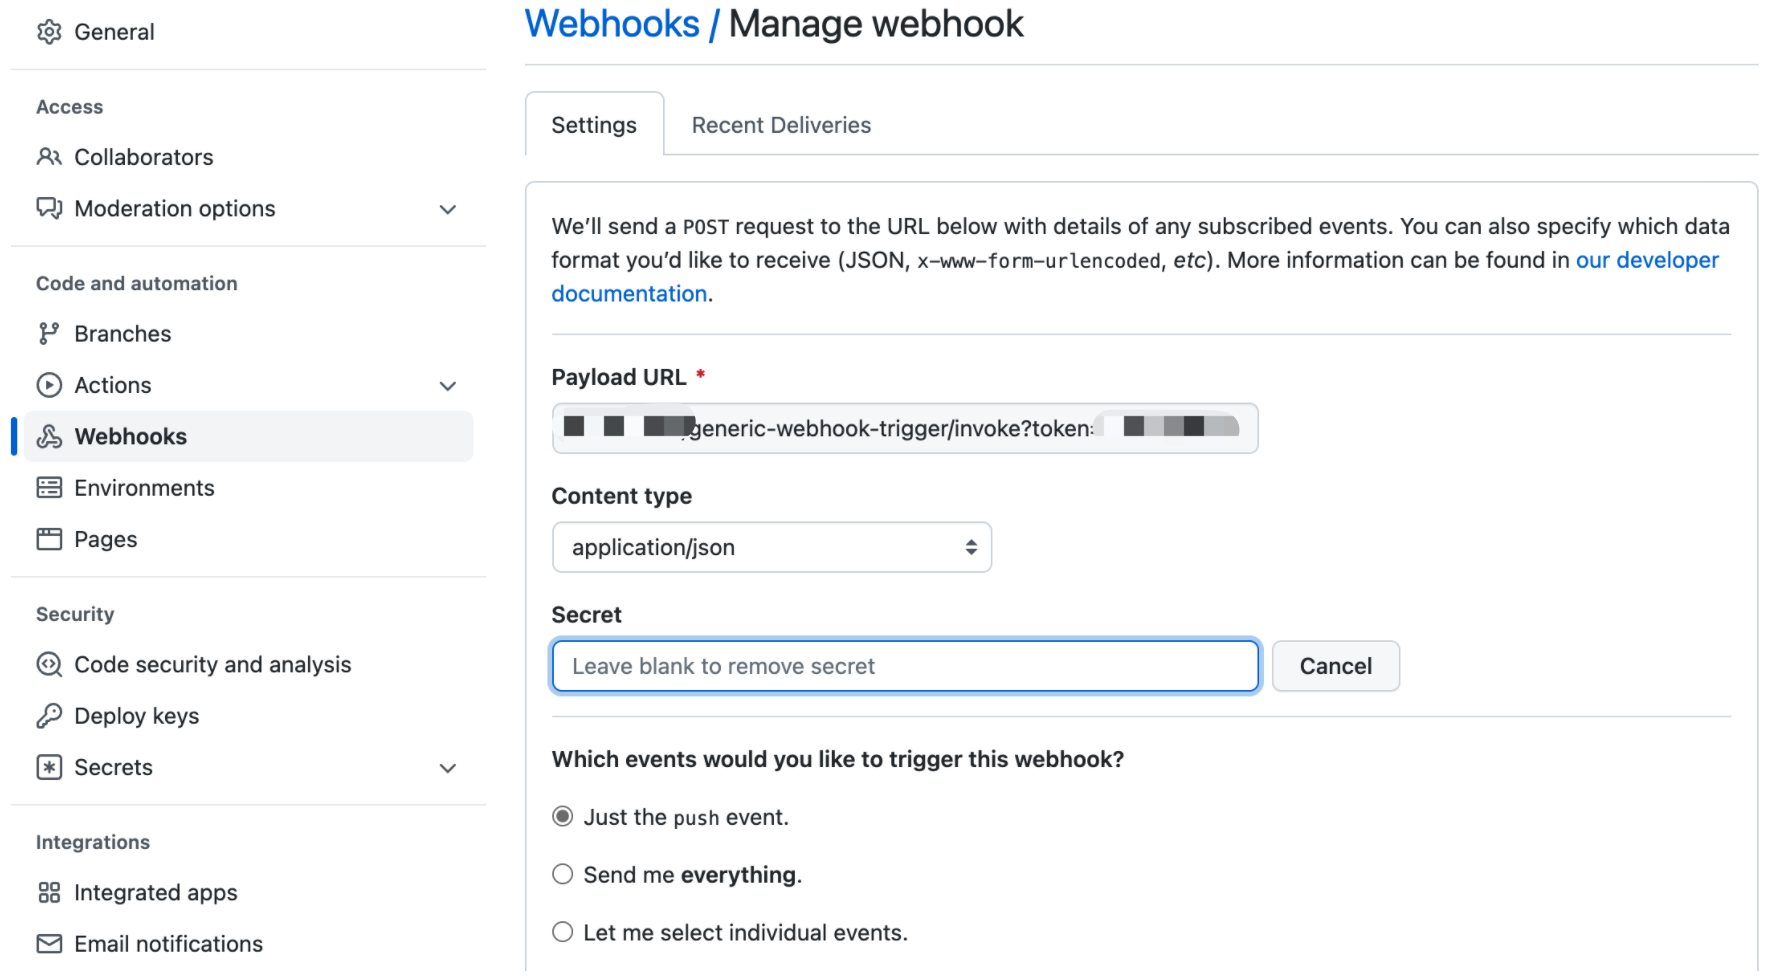 General
Access
Collaborators
Moderation options
Code and automation
Branches
Actions
Webhooks
Environments
Pages
Security
Code security and analysis
Deploy keys
Secrets
Integrations
Integrated apps
Email notifications
Webhooks / Manage webhook
Settings
Recent Deliveries
We’ll send a POST request to the URL below with details of any subscribed events. You can also specify which data
format you’d like to receive (JSON, x-www-form-urlencoded, etc). More information can be found in our developer
documentation.
Payload URL *
/generic-webhook-trigger/invoke?token=
Content type
application/json
Secret
Leave blank to remove secret
Cancel
Which events would you like to trigger this webhook?
Just the push event.
Send me everything.
Let me select individual events.